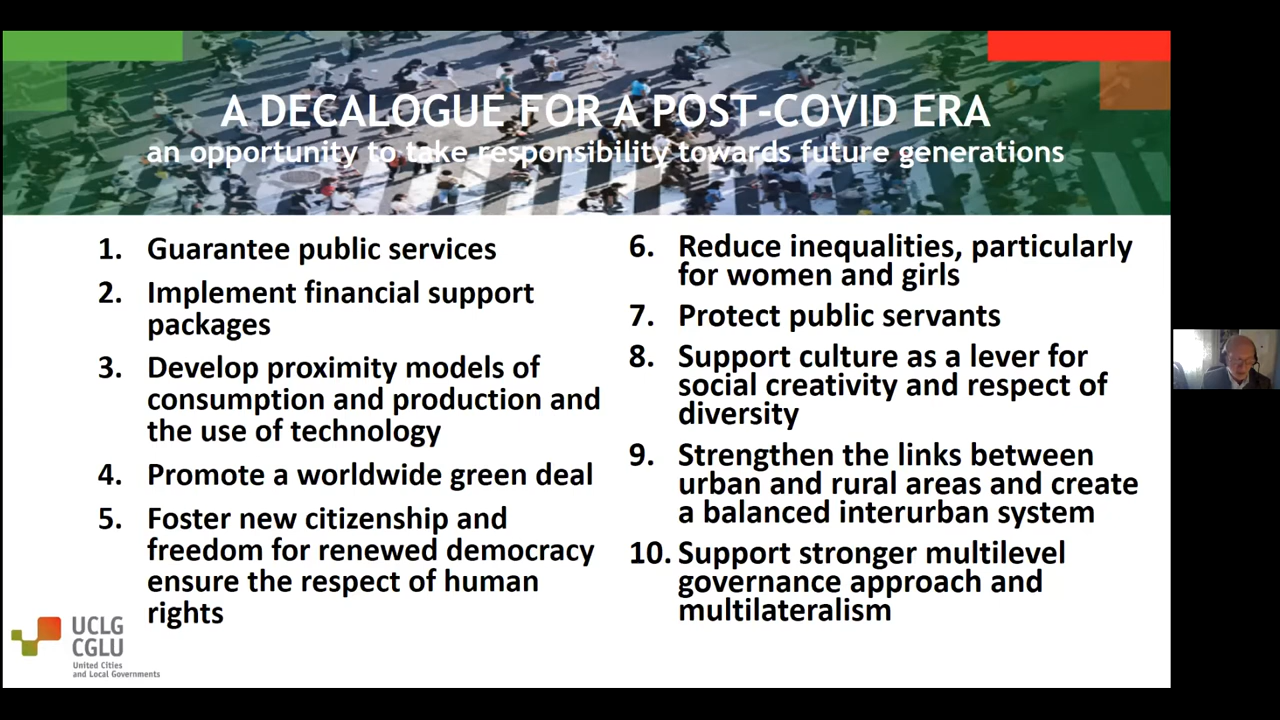 A DECALOGUE FOR A POST-COVID ERA
an opportunity to take responsibility towards future generations
1. Guarantee public services
2. Implement financial support
packages
3. Develop proximity models of
consumption and production and
the use of technology
4. Promote a worldwide green deal
5. Foster new citizenship and
freedom for renewed democracy
ensure the respect of human
rights
6. Reduce inequalities, particularly
for women and girls
7. Protect public servants
8. Support culture as a lever for
social creativity and respect of
diversity
9. Strengthen the links between
urban and rural areas and create
a balanced interurban system
10. Support stronger multilevel
governance approach and
multilateralism
UCLG
CGLU
United Cities
and Local Governments